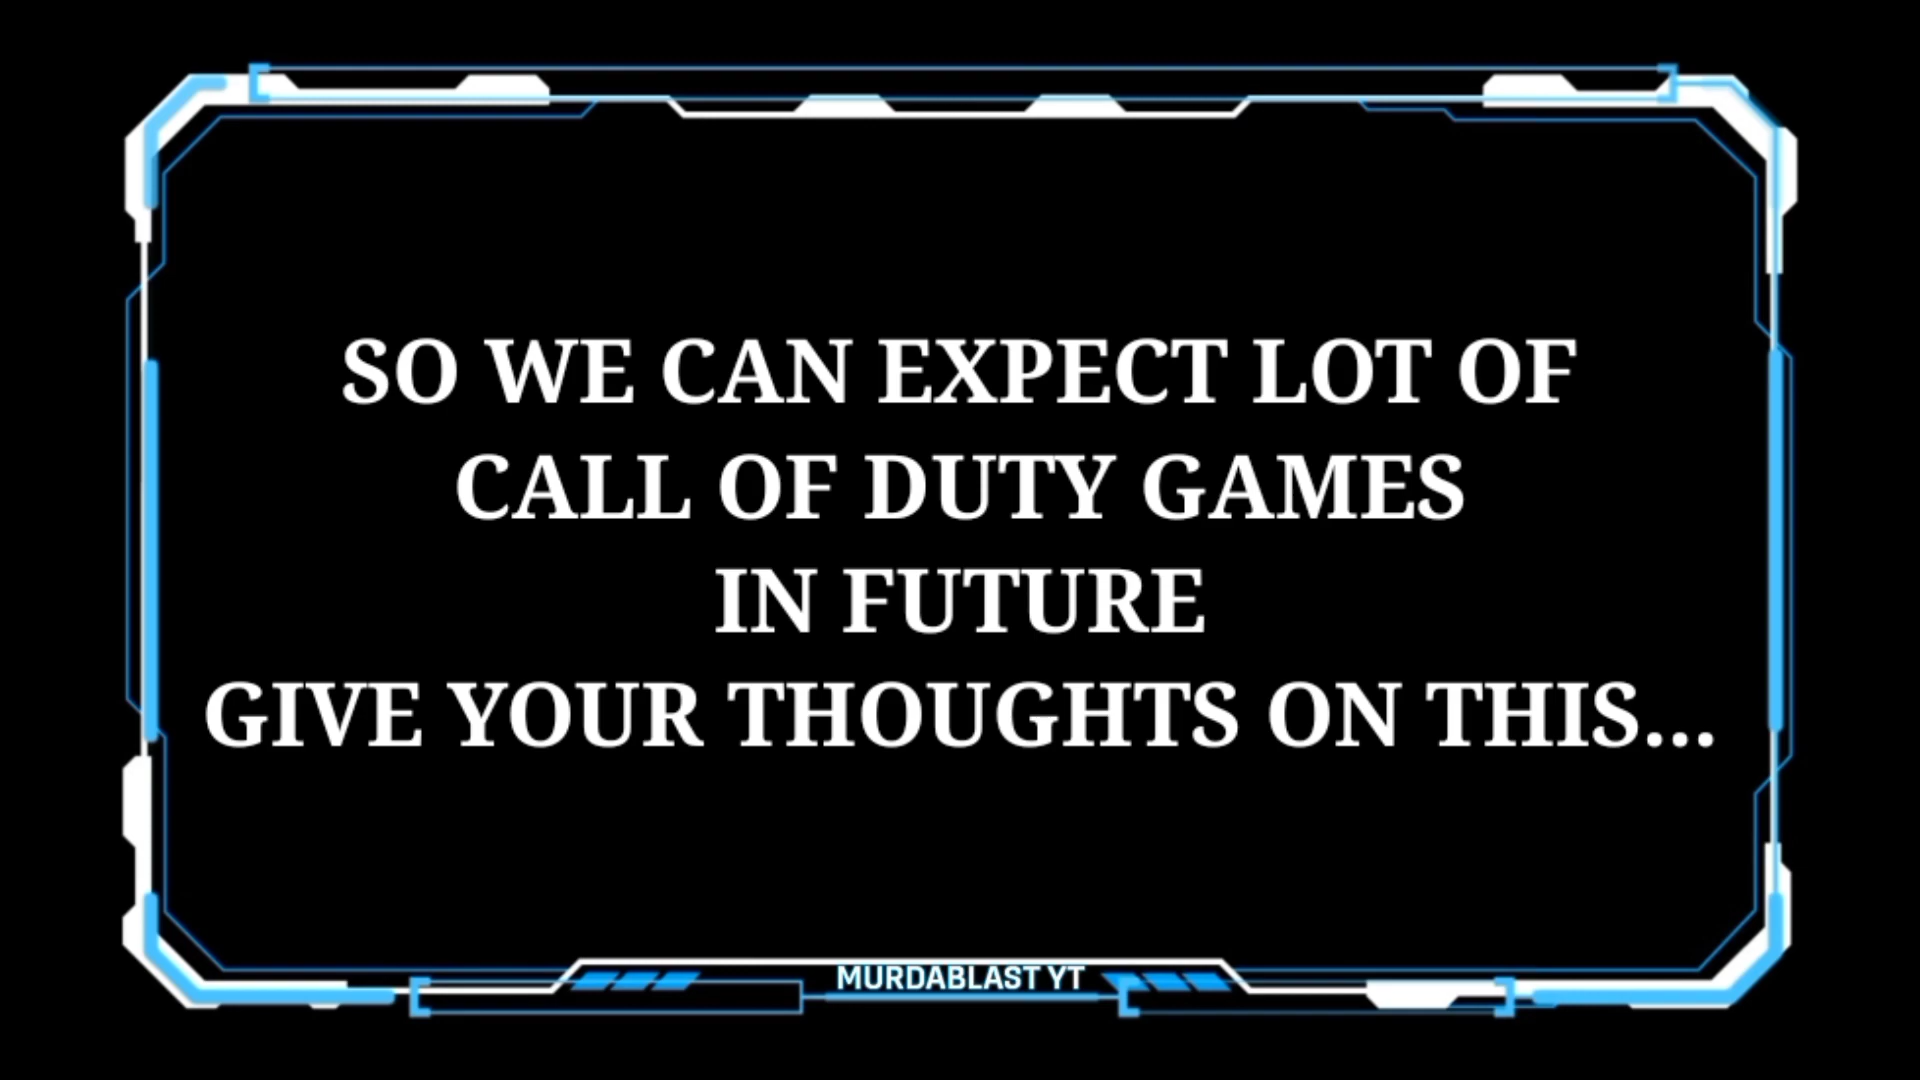 SO WE CAN EXPECT LOT OF
CALL OF DUTY GAMES
IN FUTURE
GIVE YOUR THOUGHTS ON THIS...
MURDABLAST YT